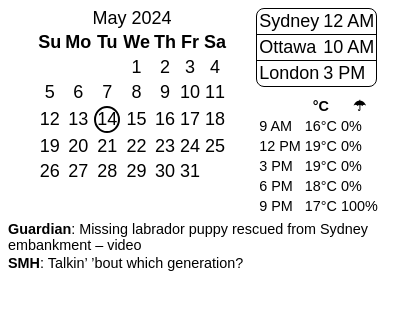 May 2024
Su Mo Tu We Th Fr Sa
1 2 3 4
5 6 7 8 9 10 11
12 13 14 15 16 17 18
19 20 21 22 23 24 25
26 27 28 29 30 31
Sydney 12 AM
Ottawa 10 AM
London 3 PM
°C ☂
9 AM 16°C 0%
12 PM 19°C 0%
3 PM 19°C 0%
6 PM 18°C 0%
9 PM 17°C 100%
Guardian: Missing labrador puppy rescued from Sydney
embankment – video
SMH: Talkin’ ’bout which generation?